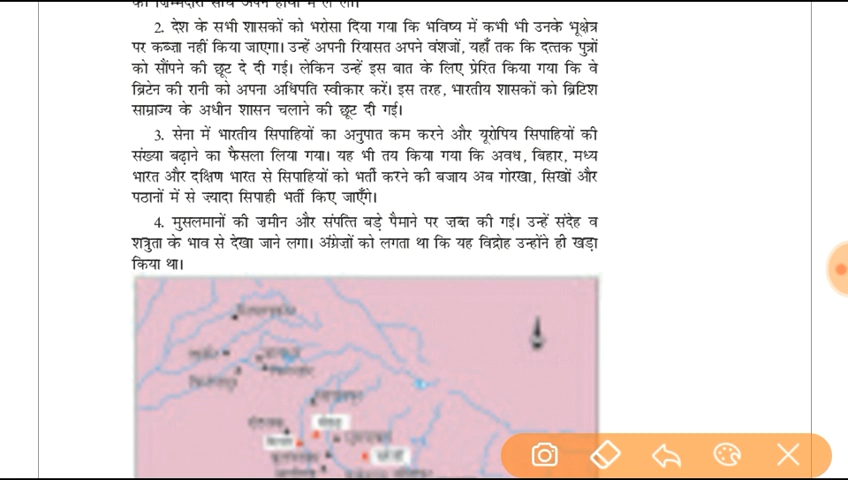 की ज़िम्मेदारी सीधे अपने हाथों में ले ली।
2. देश के सभी शासकों को भरोसा दिया गया कि भविष्य में कभी भी उनके भूक्षेत्र
पर कब्ज़ा नहीं किया जाएगा। उन्हें अपनी रियासत अपने वंशजों, यहाँ तक कि दत्तक पुत्रों
को सौंपने की छूट दे दी गई। लेकिन उन्हें इस बात के लिए प्रेरित किया गया कि वे
ब्रिटेन की रानी को अपना अधिपति स्वीकार करें। इस तरह, भारतीय शासकों को ब्रिटिश
साम्राज्य के अधीन शासन चलाने की छूट दी गई।
3. सेना में भारतीय सिपाहियों का अनुपात कम करने और यूरोपिय सिपाहियों की
संख्या बढ़ाने का फैसला लिया गया। यह भी तय किया गया कि अवध, बिहार, मध्य
भारत और दक्षिण भारत से सिपाहियों को भर्ती करने की बजाय अब गोरखा, सिखों और
पठानों में से ज़्यादा सिपाही भर्ती किए जाएँगे।
4. मुसलमानों की ज़मीन और संपत्ति बड़े पैमाने पर ज़ब्त की गई। उन्हें संदेह व
शत्रुता के भाव से देखा जाने लगा। अंग्रेज़ों को लगता था कि यह विद्रोह उन्होंने ही खड़ा
किया था।